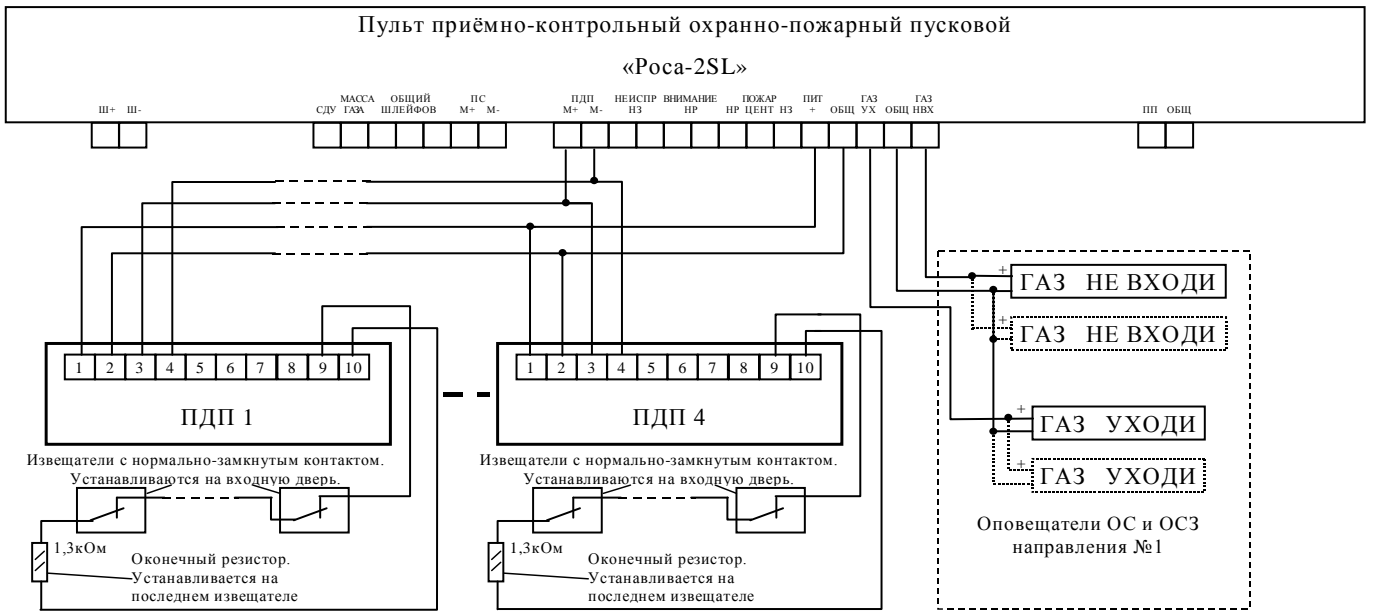 Пульт приёмно-контрольный охранно-пожарный пусковой
«Роса-2SL»
МАССА ОБЩИЙ ПС ПДП НЕИСПР ВНИМАНИЕ ПОЖАР ПИТ ГАЗ ГАЗ
Ш+ Ш- СДУ ГАЗА ШЛЕЙФОВ М+ М- М+ М- НЗ НР НР ЦЕНТ НЗ + ОБЩ УХ ОБЩ НВХ ПП ОБЩ
+ ГАЗ НЕ ВХОДИ
+ ГАЗ НЕ ВХОДИ
1 2 3 4 5 6 7 8 9 10
ПДП 1
1 2 3 4 5 6 7 8 9 10
ПДП 4
+ ГАЗ УХОДИ
+ ГАЗ УХОДИ
Оповещатели ОС и ОСЗ
направления №1
Извещатели с нормально-замкнутым контактом.
Устанавливаются на входную дверь.
1,3кОм
Оконечный резистор.
Устанавливается на
последнем извещателе
Извещатели с нормально-замкнутым контактом.
Устанавливаются на входную дверь.
1,3кОм
Оконечный резистор.
Устанавливается на
последнем извещателе